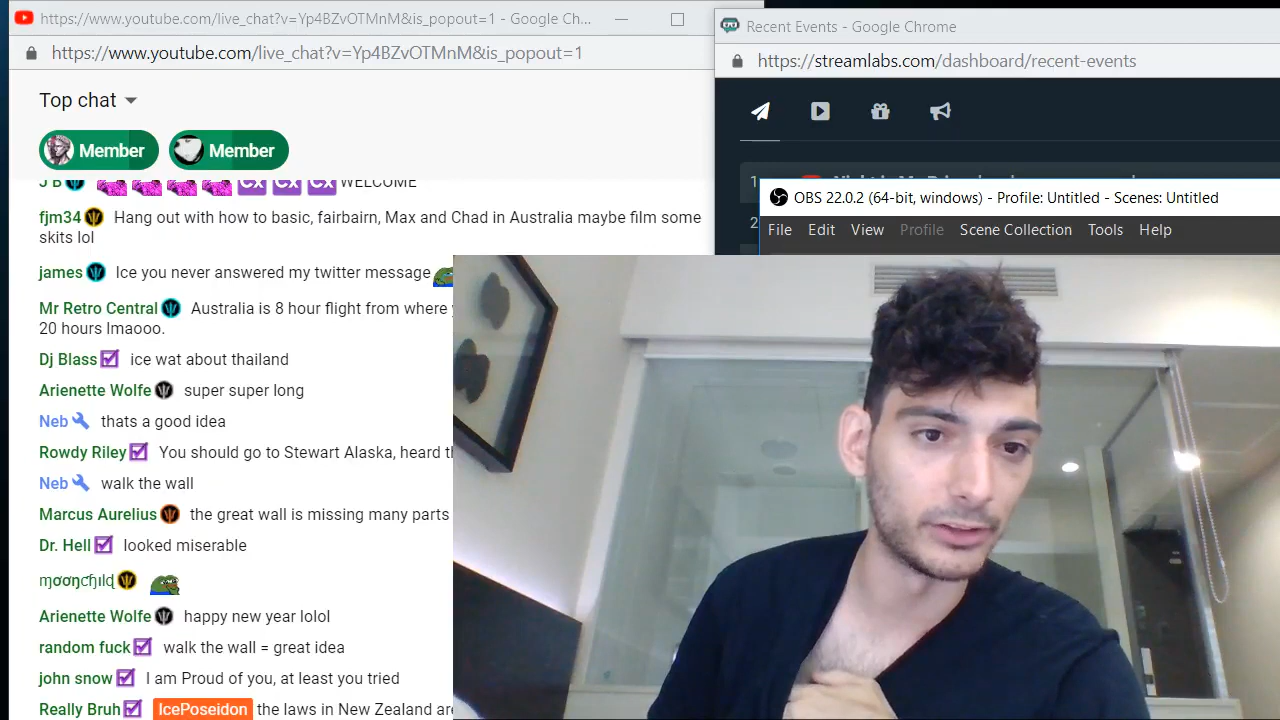 https://www.youtube.com/live_chat?v=Yp4BZvOTMnM&is_popout=1 - Google Ch...
https://www.youtube.com/live_chat?v=Yp4BZvOTMnM&is_popout=1
Top chat
Member Member
J B WELCOME
fjm34 Hang out with how to basic, fairbairn, Max and Chad in Australia maybe film some
skits lol
james Ice you never answered my twitter message
Mr Retro Central Australia is 8 hour flight from where
20 hours lmaooo.
Dj Blass ice wat about thailand
Arienette Wolfe super super long
Neb thats a good idea
Rowdy Riley You should go to Stewart Alaska, heard
Neb walk the wall
Marcus Aurelius the great wall is missing many parts
Dr. Hell looked miserable
Arienette Wolfe happy new year lolol
random fuck walk the wall = great idea
john snow I am Proud of you, at least you tried
Really Bruh IcePoseidon the laws in New Zealand are
Recent Events - Google Chrome
https://streamlabs.com/dashboard/recent-events
1
2
OBS 22.0.2 (64-bit, windows) - Profile: Untitled - Scenes: Untitled
File Edit View Profile Scene Collection Tools Help